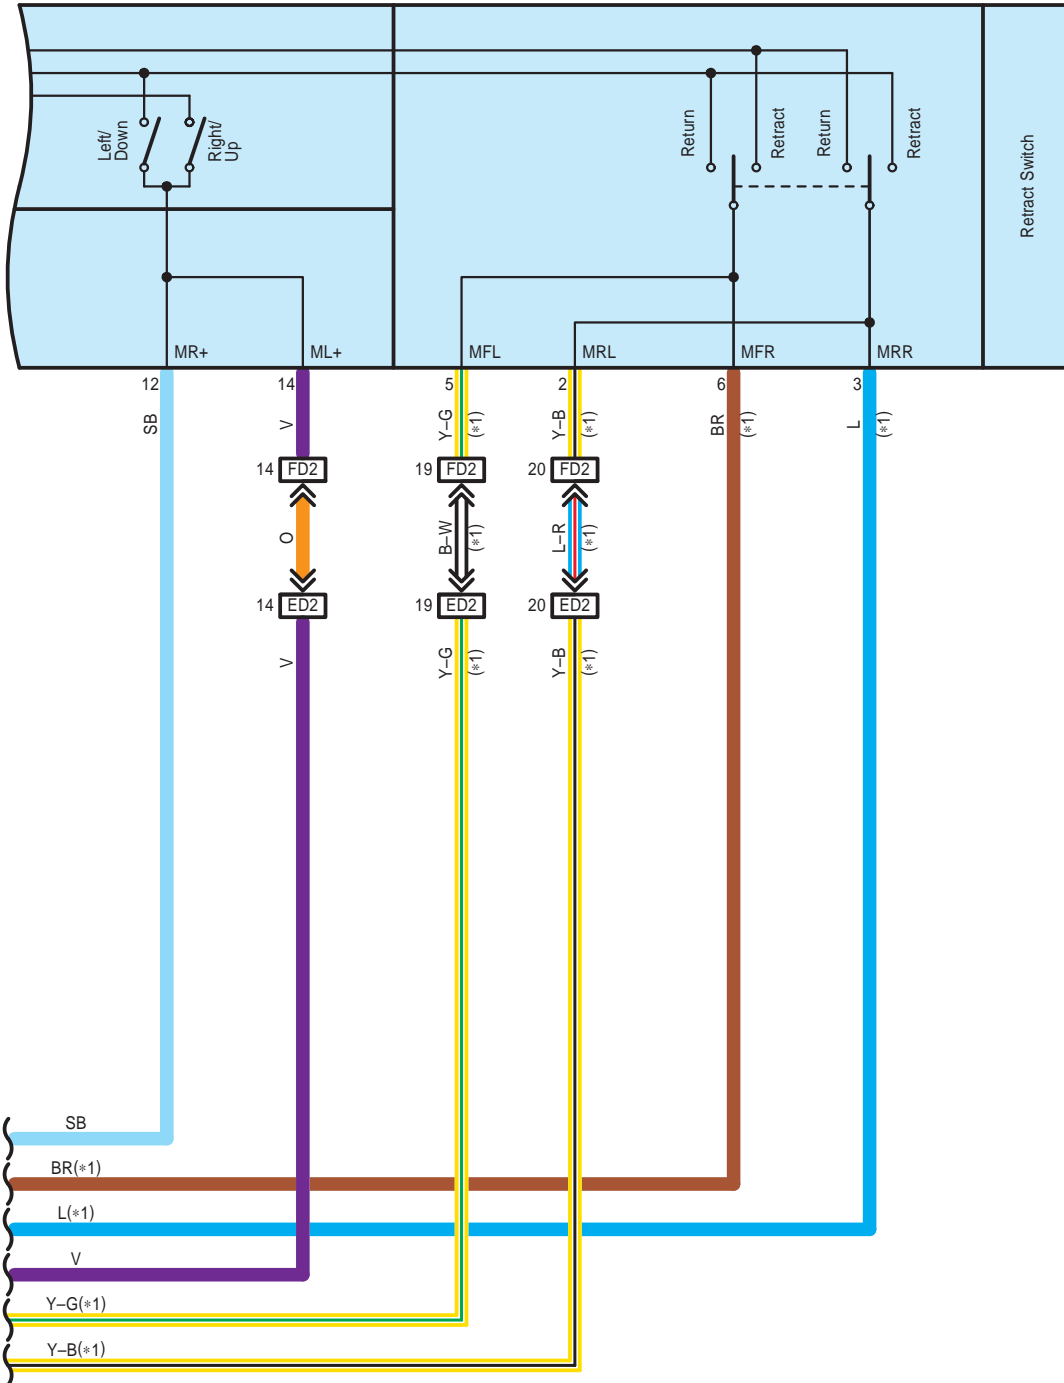 Left/
Down
Right/
Up
Return
Retract
Return
Retract
Retract Switch
MR+
ML+
MFL
MRL
MFR
MRR
12
14
5
2
6
3
SB
V
Y–G
(*1)
Y–B
(*1)
BR
(*1)
L
(*1)
14 FD2
19 FD2
20 FD2
O
B–W
(*1)
L–R
(*1)
14 ED2
19 ED2
20 ED2
V
Y–G
(*1)
Y–B
(*1)
SB
BR(*1)
L(*1)
V
Y–G(*1)
Y–B(*1)